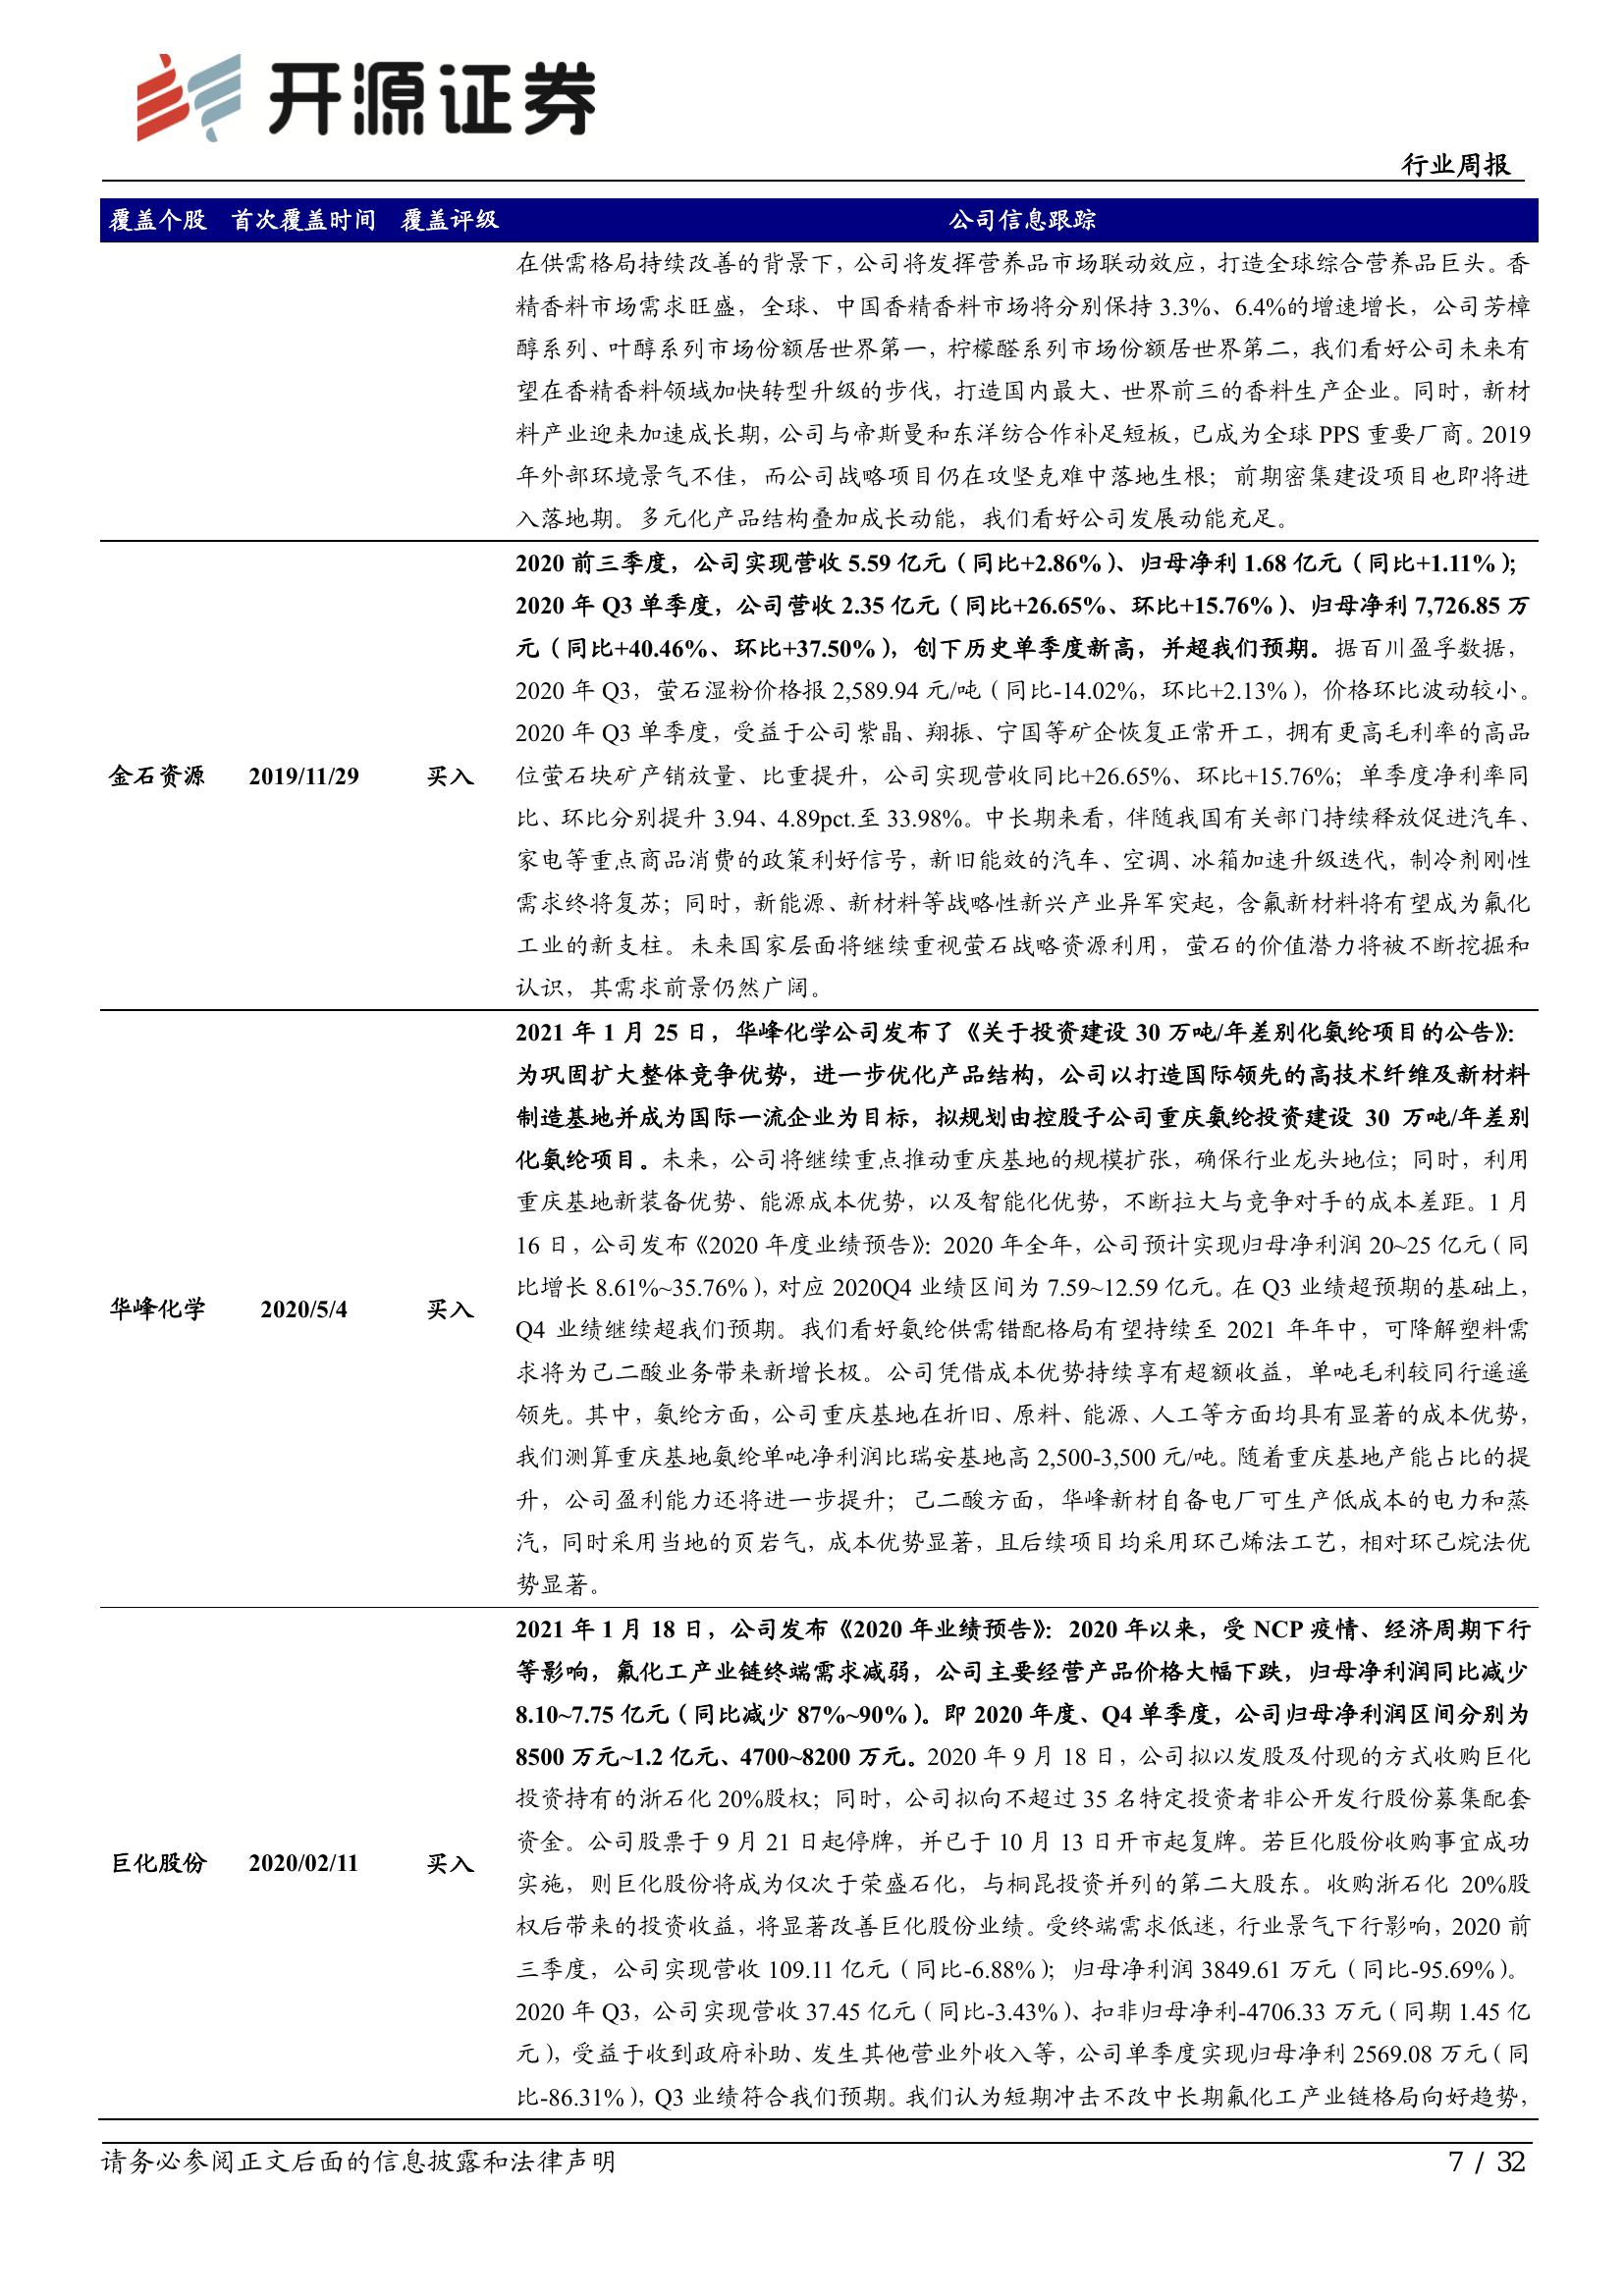 开源证券
行业周报
覆盖个股 首次覆盖时间 覆盖评级 公司信息跟踪
在供需格局持续改善的背景下，公司将发挥营养品市场联动效应，打造全球综合营养品巨头。香
精香料市场需求旺盛，全球、中国香精香料市场将分别保持 3.3%、6.4%的增速增长，公司芳樟
醇系列、叶醇系列市场份额居世界第一，柠檬醛系列市场份额居世界第二，我们看好公司未来有
望在香精香料领域加快转型升级的步伐，打造国内最大、世界前三的香料生产企业。同时，新材
料产业迎来加速成长期，公司与帝斯曼和东洋纺合作补足短板，已成为全球 PPS 重要厂商。2019
年外部环境景气不佳，而公司战略项目仍在攻坚克难中落地生根；前期密集建设项目也即将进
入落地期。多元化产品结构叠加成长动能，我们看好公司发展动能充足。
2020 前三季度，公司实现营收 5.59 亿元（同比+2.86%）、归母净利 1.68 亿元（同比+1.11%）；
2020 年 Q3 单季度，公司营收 2.35 亿元（同比+26.65%、环比+15.76%）、归母净利 7,726.85 万
元（同比+40.46%、环比+37.50%），创下历史单季度新高，并超我们预期。据百川盈孚数据，
2020 年 Q3，萤石湿粉价格报 2,589.94 元/吨（同比-14.02%，环比+2.13%），价格环比波动较小。
2020 年 Q3 单季度，受益于公司紫晶、翔振、宁国等矿企恢复正常开工，拥有更高毛利率的高品
金石资源 2019/11/29 买入 位萤石块矿产销放量、比重提升，公司实现营收同比+26.65%、环比+15.76%；单季度净利率同
比、环比分别提升 3.94、4.89pct.至 33.98%。中长期来看，伴随我国有关部门持续释放促进汽车、
家电等重点商品消费的政策利好信号，新旧能效的汽车、空调、冰箱加速升级迭代，制冷剂刚性
需求终将复苏；同时，新能源、新材料等战略性新兴产业异军突起，含氟新材料将有望成为氟化
工业的新支柱。未来国家层面将继续重视萤石战略资源利用，萤石的价值潜力将被不断挖掘和
认识，其需求前景仍然广阔。
2021 年 1 月 25 日，华峰化学公司发布了《关于投资建设 30 万吨/年差别化氨纶项目的公告》：
为巩固扩大整体竞争优势，进一步优化产品结构，公司以打造国际领先的高技术纤维及新材料
制造基地并成为国际一流企业为目标，拟规划由控股子公司重庆氨纶投资建设 30 万吨/年差别
化氨纶项目。未来，公司将继续重点推动重庆基地的规模扩张，确保行业龙头地位；同时，利用
重庆基地新装备优势、能源成本优势，以及智能化优势，不断拉大与竞争对手的成本差距。1 月
16 日，公司发布《2020 年度业绩预告》：2020 年全年，公司预计实现归母净利润 20~25 亿元（同
比增长 8.61%~35.76%），对应 2020Q4 业绩区间为 7.59~12.59 亿元。在 Q3 业绩超预期的基础上，
华峰化学 2020/5/4 买入
Q4 业绩继续超我们预期。我们看好氨纶供需错配格局有望持续至 2021 年年中，可降解塑料需
求将为己二酸业务带来新增长极。公司凭借成本优势持续享有超额收益，单吨毛利较同行遥遥
领先。其中，氨纶方面，公司重庆基地在折旧、原料、能源、人工等方面均具有显著的成本优势，
我们测算重庆基地氨纶单吨净利润比瑞安基地高 2,500-3,500 元/吨。随着重庆基地产能占比的提
升，公司盈利能力还将进一步提升；己二酸方面，华峰新材自备电厂可生产低成本的电力和蒸
汽，同时采用当地的页岩气，成本优势显著，且后续项目均采用环己烯法工艺，相对环己烷法优
势显著。
2021 年 1 月 18 日，公司发布《2020 年业绩预告》：2020 年以来，受 NCP 疫情、经济周期下行
等影响，氟化工产业链终端需求减弱，公司主要经营产品价格大幅下跌，归母净利润同比减少
8.10~7.75 亿元（同比减少 87%~90%）。即 2020 年度、Q4 单季度，公司归母净利润区间分别为
8500 万元~1.2 亿元、4700~8200 万元。2020 年 9 月 18 日，公司拟以发股及付现的方式收购巨化
投资持有的浙石化 20%股权；同时，公司拟向不超过 35 名特定投资者非公开发行股份募集配套
资金。公司股票于 9 月 21 日起停牌，并已于 10 月 13 日开市起复牌。若巨化股份收购事宜成功
巨化股份 2020/02/11 买入
实施，则巨化股份将成为仅次于荣盛石化，与桐昆投资并列的第二大股东。收购浙石化 20%股
权后带来的投资收益，将显著改善巨化股份业绩。受终端需求低迷，行业景气下行影响，2020 前
三季度，公司实现营收 109.11 亿元（同比-6.88%）；归母净利润 3849.61 万元（同比-95.69%）。
2020 年 Q3，公司实现营收 37.45 亿元（同比-3.43%）、扣非归母净利-4706.33 万元（同期 1.45 亿
元），受益于收到政府补助、发生其他营业外收入等，公司单季度实现归母净利 2569.08 万元（同
比-86.31%），Q3 业绩符合我们预期。我们认为短期冲击不改中长期氟化工产业链格局向好趋势，
请务必参阅正文后面的信息披露和法律声明 7 / 32